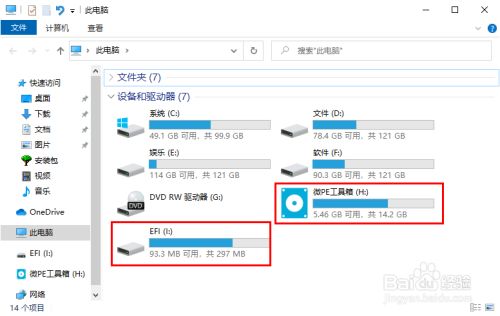 此电脑
文件
计算机
查看
此电脑
搜索"此电脑"
快速访问
桌面
下载
文档
图片
安装包
视频
音乐
OneDrive
此电脑
EFI (I:)
微PE工具箱 (H:)
网络
14 个项目
文件夹 (7)
设备和驱动器 (7)
系统 (C:)
49.1 GB 可用，共 99.9 GB
文件 (D:)
78.4 GB 可用，共 121 GB
娱乐 (E:)
114 GB 可用，共 121 GB
软件 (F:)
90.3 GB 可用，共 121 GB
DVD RW 驱动器 (G:)
DVD
微PE工具箱 (H:)
5.46 GB 可用，共 14.2 GB
EFI (I:)
93.3 MB 可用，共 297 MB
Baidu 经验
jingyan.baidu.com